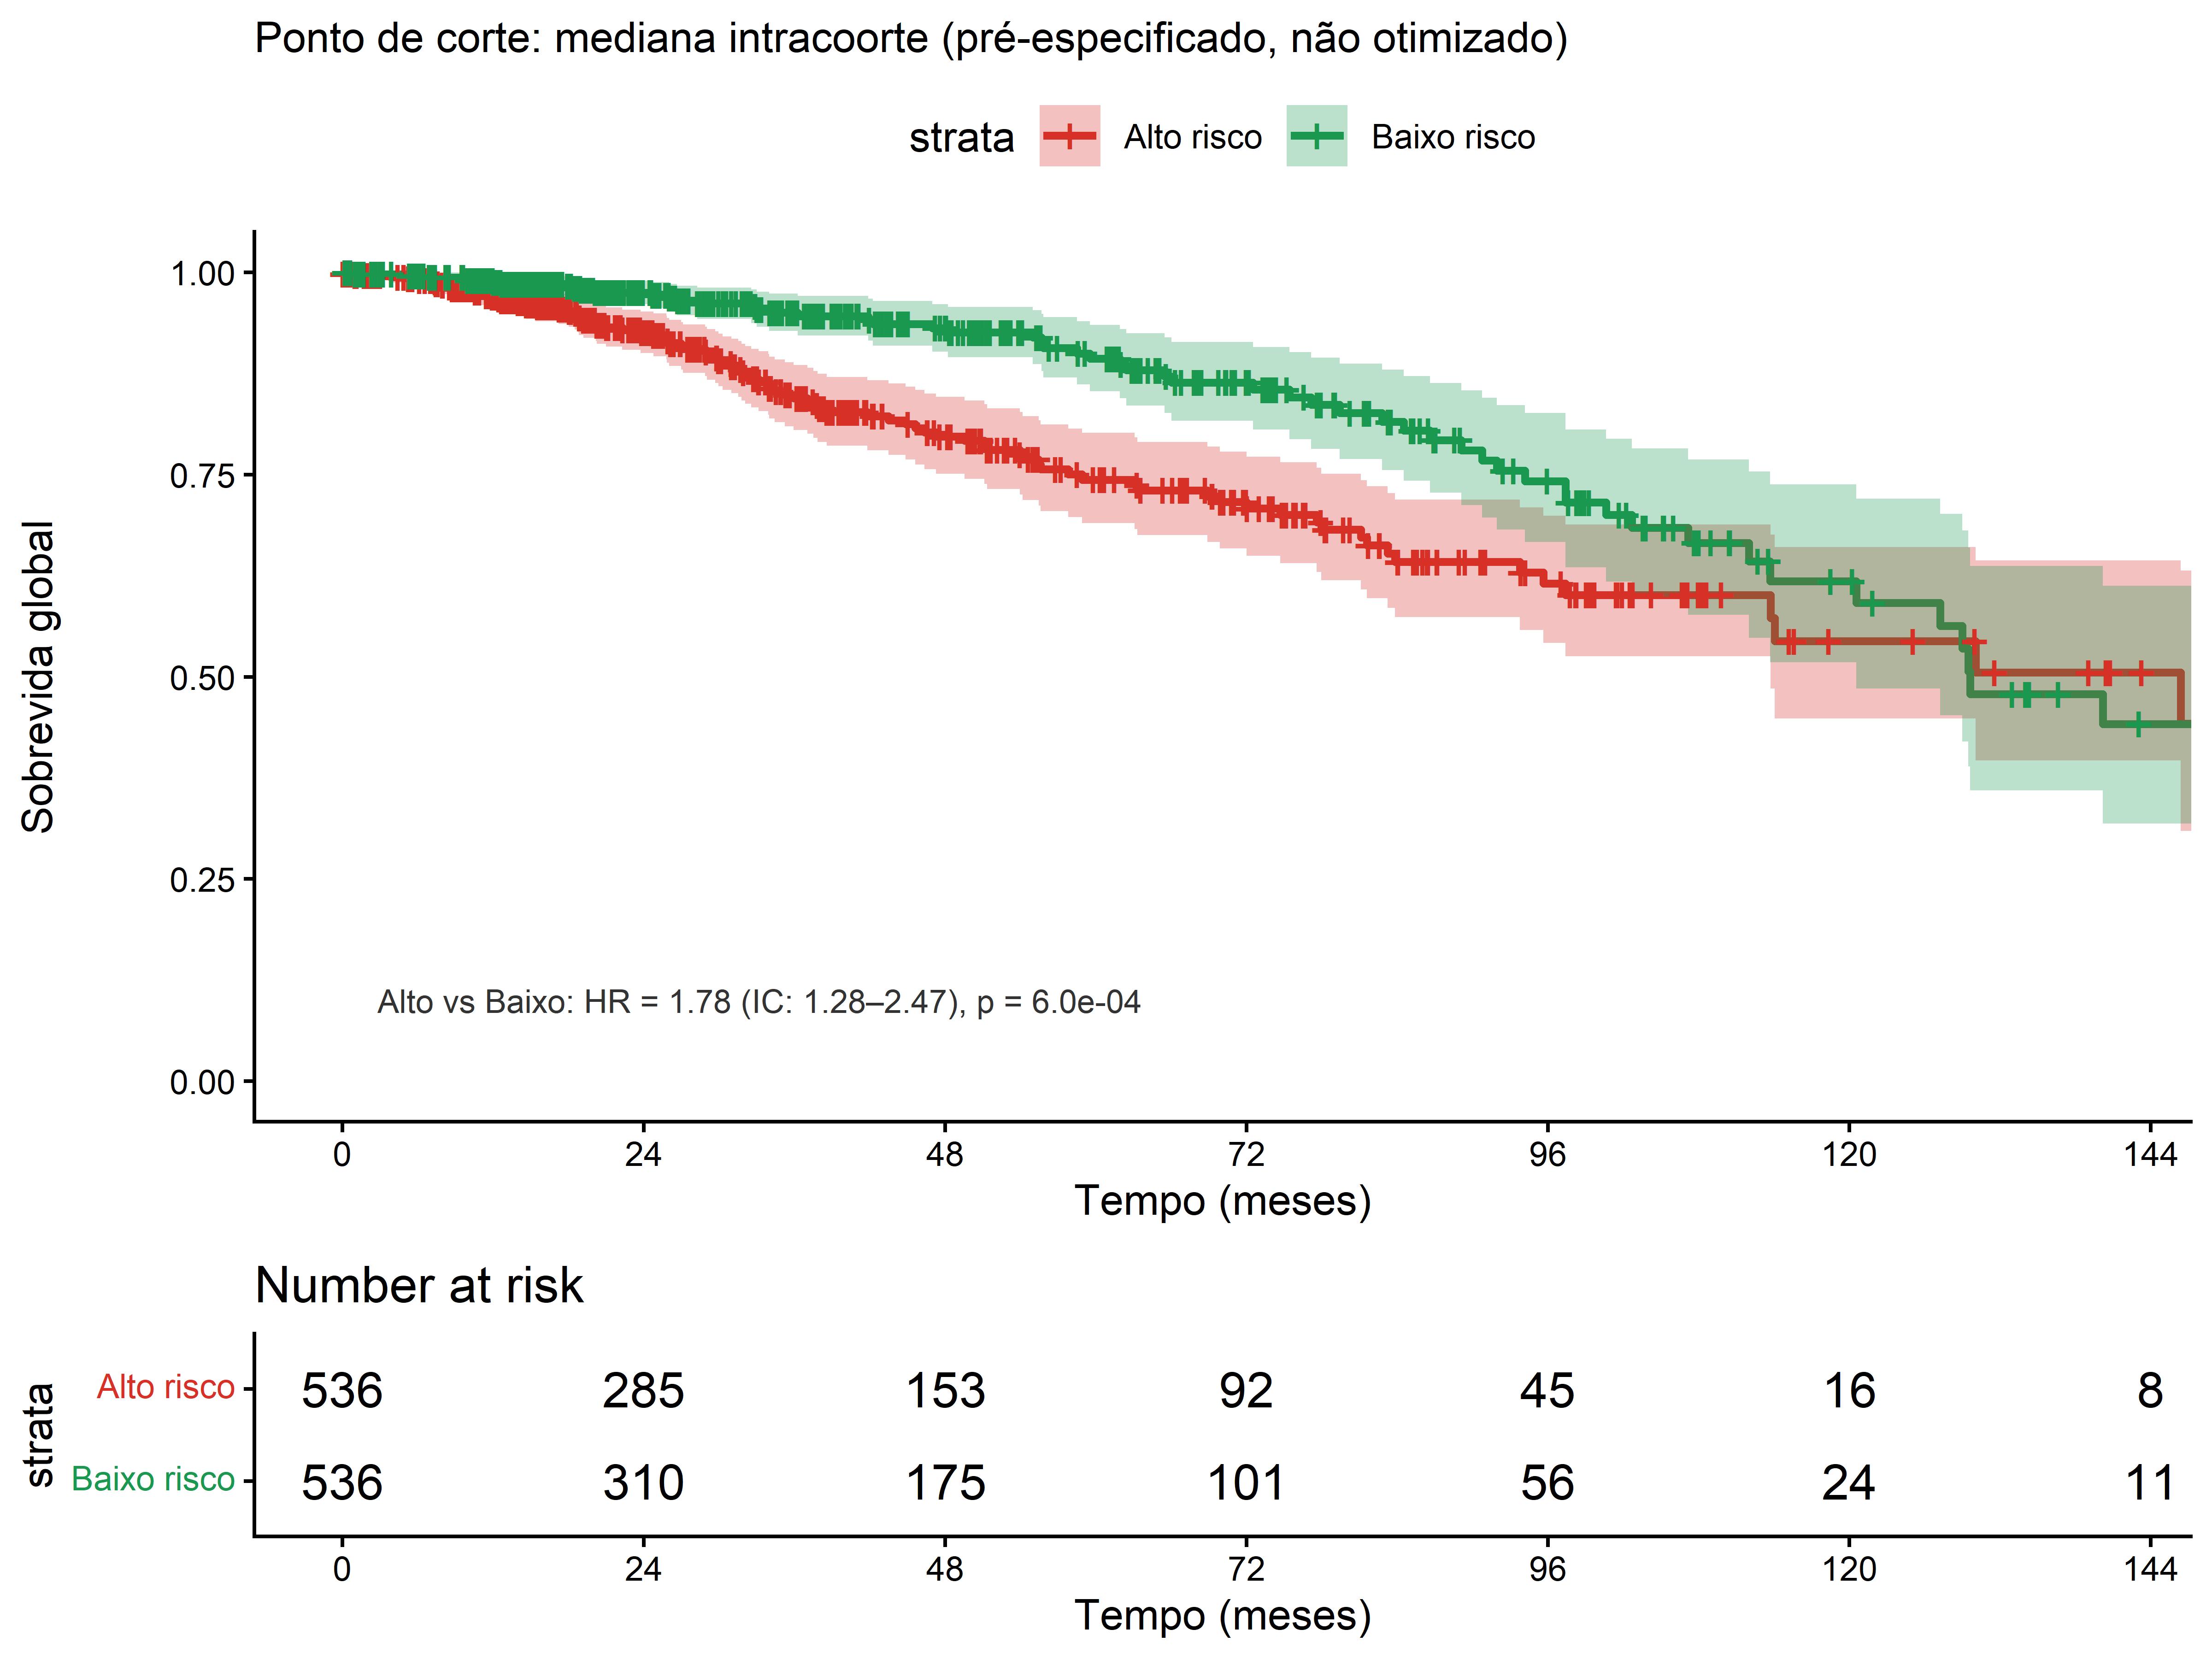 Ponto de corte: mediana intracoorte (pré-especificado, não otimizado)
strata Alto risco Baixo risco
1.00
0.75
0.50
0.25
0.00
Sobrevida global
Alto vs Baixo: HR = 1.78 (IC: 1.28–2.47), p = 6.0e-04
0 24 48 72 96 120 144
Tempo (meses)
Number at risk
strata
Alto risco 536 285 153 92 45 16 8
Baixo risco 536 310 175 101 56 24 11
0 24 48 72 96 120 144
Tempo (meses)